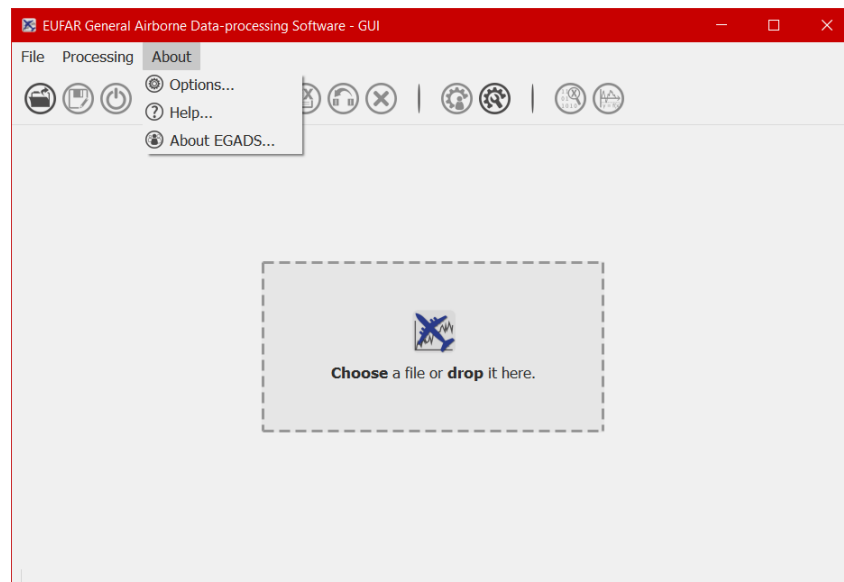 EUFAR General Airborne Data-processing Software - GUI
File Processing About
Options...
Help...
About EGADS...
Choose a file or drop it here.